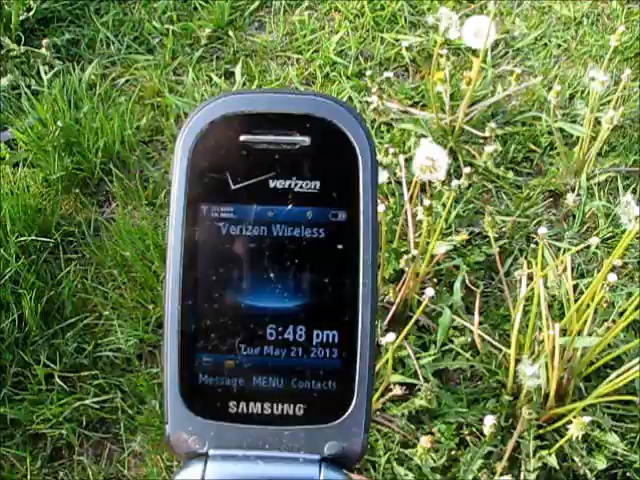 verizon
Verizon Wireless
6:48 pm
Tue May 21, 2013
Message MENU Contacts
SAMSUNG